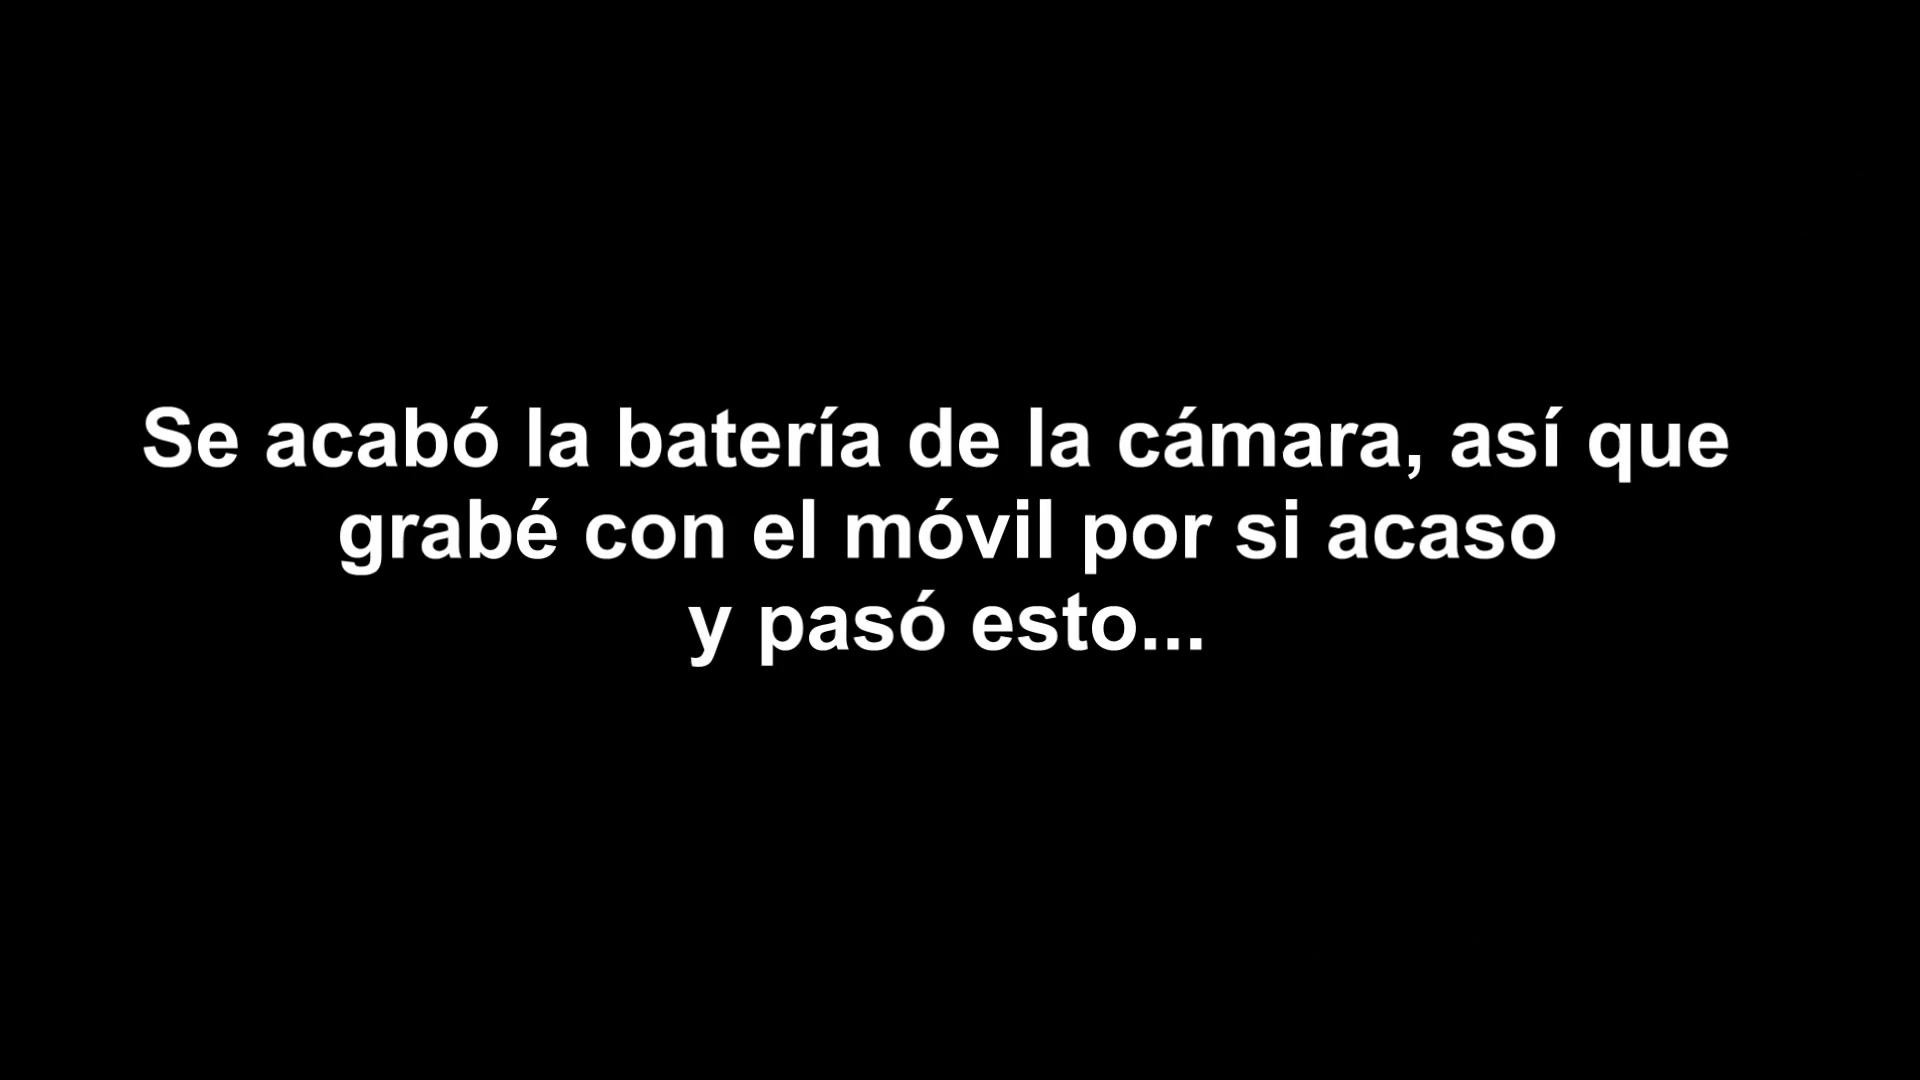 Se acabó la batería de la cámara, así que
grabé con el móvil por si acaso
y pasó esto...